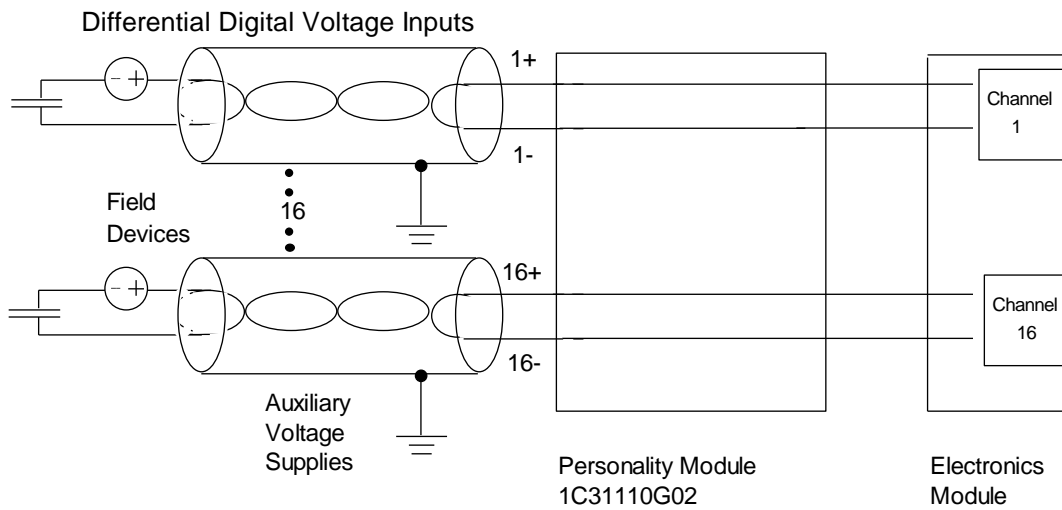 Differential Digital Voltage Inputs
1+
- +
Channel
1
1-
Field
Devices
16
16+
- +
Channel
16
16-
Auxiliary
Voltage
Supplies
Personality Module
1C31110G02
Electronics
Module